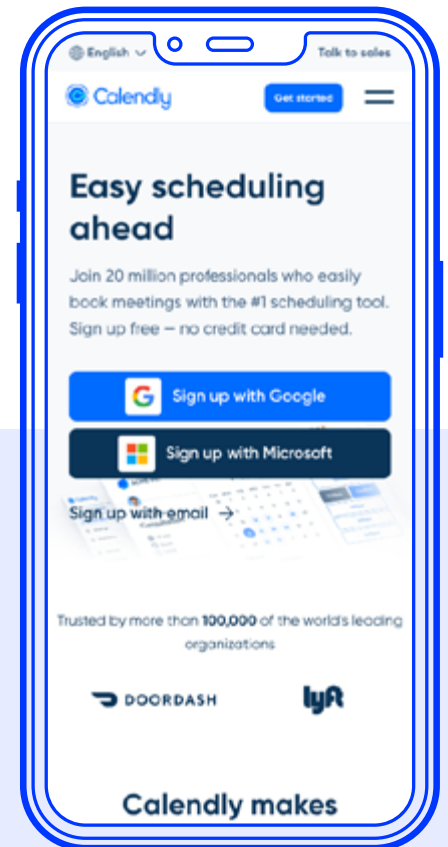 English
Talk to sales
Calendly
Get started
Easy scheduling
ahead
Join 20 million professionals who easily
book meetings with the #1 scheduling tool.
Sign up free — no credit card needed.
Sign up with Google
Sign up with Microsoft
Sign up with email →
Trusted by more than 100,000 of the world's leading
organizations
DOORDASH
lyft
Calendly makes